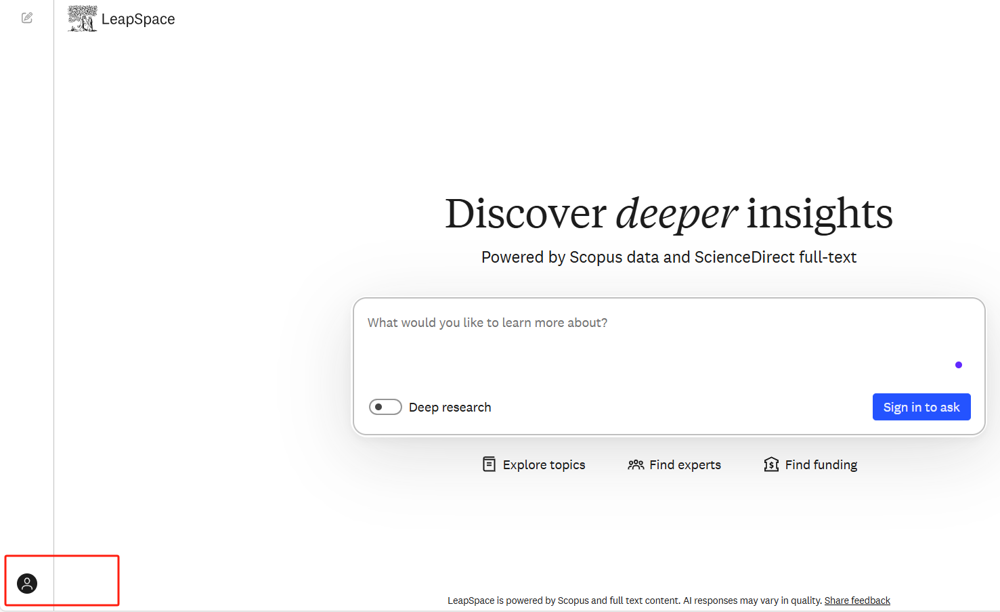 LeapSpace
Discover deeper insights
Powered by Scopus data and ScienceDirect full-text
What would you like to learn more about?
Deep research
Sign in to ask
Explore topics
Find experts
Find funding
LeapSpace is powered by Scopus and full text content. AI responses may vary in quality. Share feedback